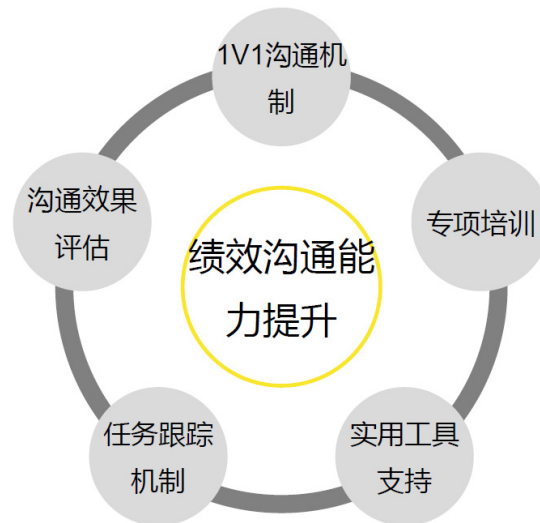 1V1沟通机
制
专项培训
实用工具
支持
任务跟踪
机制
沟通效果
评估
绩效沟通能
力提升